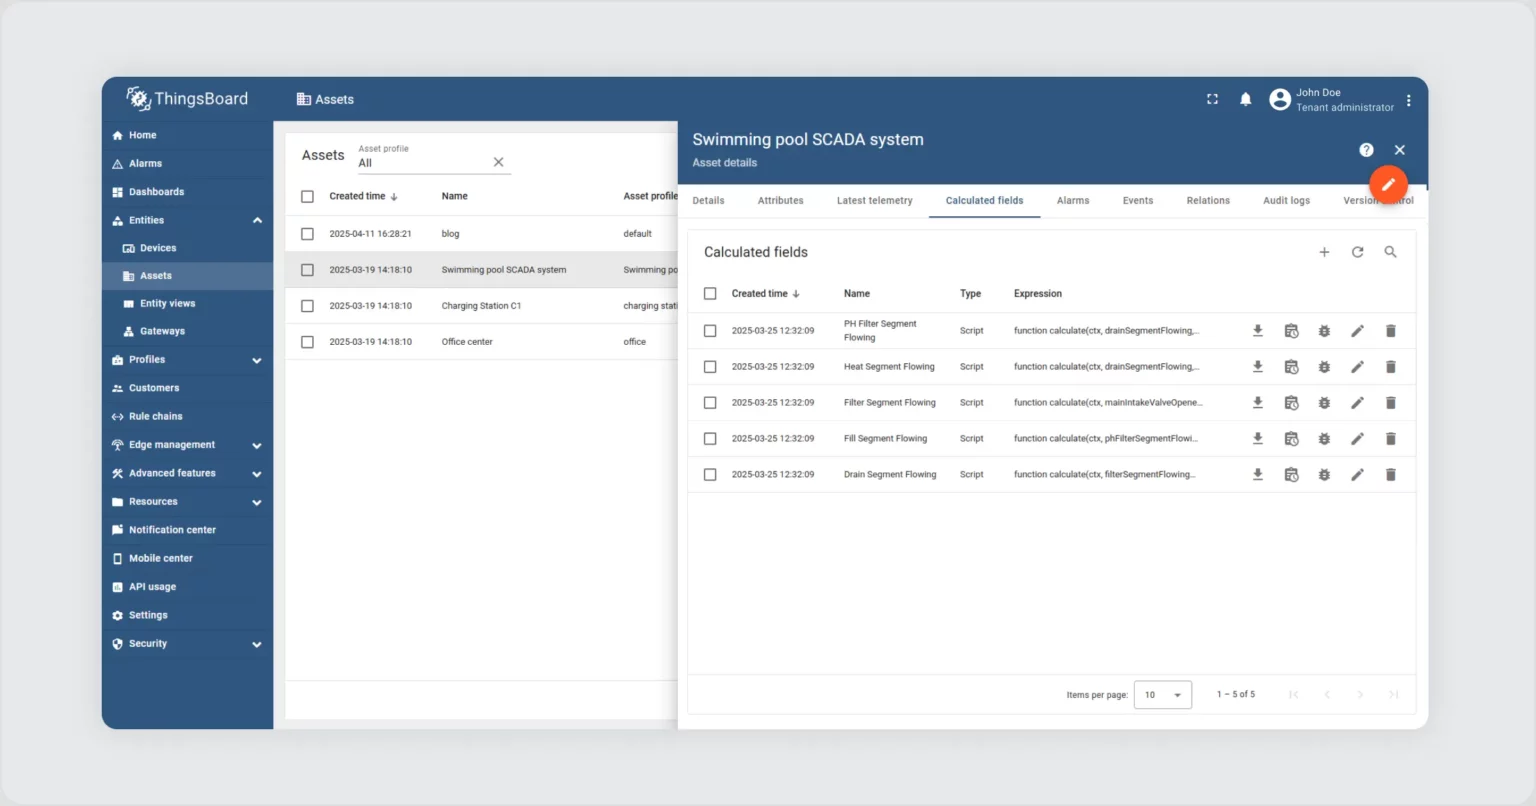 ThingsBoard
Assets
John Doe
Tenant administrator
Home
Alarms
Dashboards
Entities
Devices
Assets
Entity views
Gateways
Profiles
Customers
Rule chains
Edge management
Advanced features
Resources
Notification center
Mobile center
API usage
Settings
Security
Assets
Asset profile
All
Created time Name Asset profile
2025-04-11 16:28:21 blog default
2025-03-19 14:18:10 Swimming pool SCADA system Swimming po
2025-03-19 14:18:10 Charging Station C1 charging stati
2025-03-19 14:18:10 Office center office
Swimming pool SCADA system
Asset details
Details Attributes Latest telemetry Calculated fields Alarms Events Relations Audit logs Version control
Calculated fields
Created time Name Type Expression
2025-03-25 12:32:09 PH Filter Segment Flowing Script function calculate(ctx, drainSegmentFlowing,...
2025-03-25 12:32:09 Heat Segment Flowing Script function calculate(ctx, drainSegmentFlowing,...
2025-03-25 12:32:09 Filter Segment Flowing Script function calculate(ctx, mainIntakeValveOpene...
2025-03-25 12:32:09 Fill Segment Flowing Script function calculate(ctx, phFilterSegmentFlowi...
2025-03-25 12:32:09 Drain Segment Flowing Script function calculate(ctx, filterSegmentFlowing...
Items per page: 10 1 – 5 of 5